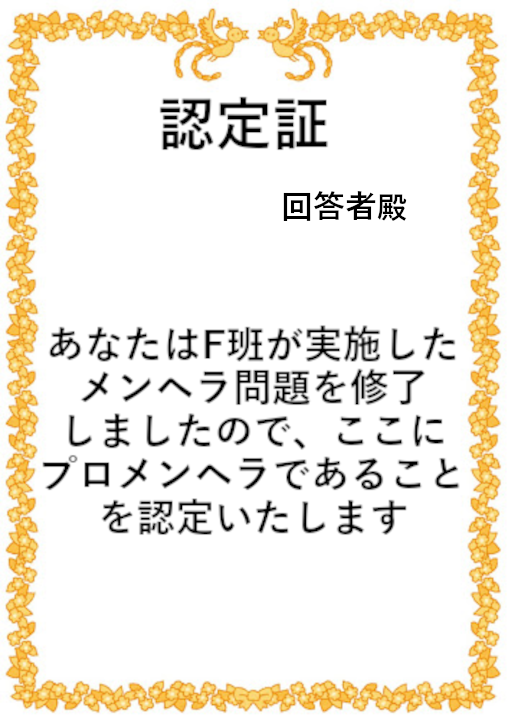 認定証
回答者殿
あなたはF班が実施した
メンヘラ問題を修了
しましたので、ここに
プロメンヘラであること
を認定いたします